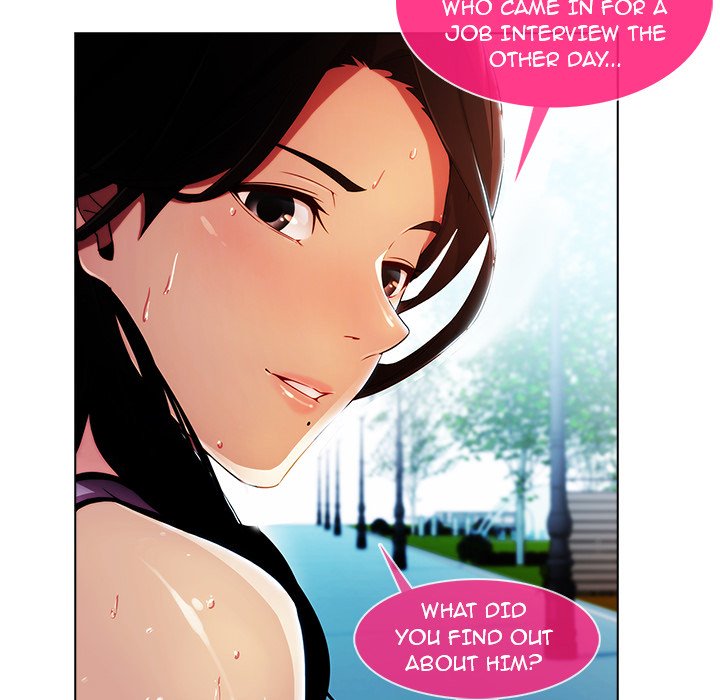 WHO CAME IN FOR A
JOB INTERVIEW THE
OTHER DAY...
WHAT DID
YOU FIND OUT
ABOUT HIM?